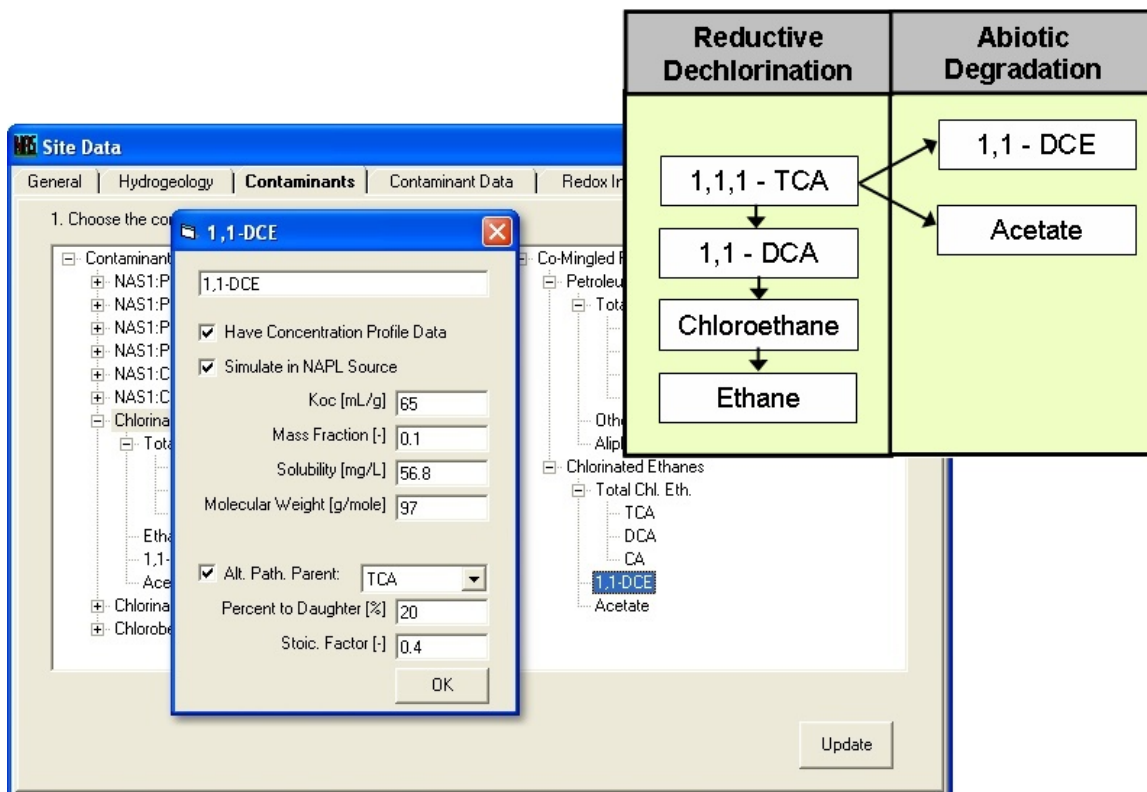 Reductive Dechlorination
Abiotic Degradation
1,1,1 - TCA
1,1 - DCA
Chloroethane
Ethane
1,1 - DCE
Acetate
Site Data
General
Hydrogeology
Contaminants
Contaminant Data
Redox In
1. Choose the co
Contaminant
NAS1:P
NAS1:P
NAS1:P
NAS1:P
NAS1:C
NAS1:C
Chlorina
Tota
Etha
1,1-
Ace
Chlorina
Chlorobe
1,1-DCE
1,1-DCE
Have Concentration Profile Data
Simulate in NAPL Source
Koc [mL/g] 65
Mass Fraction [-] 0.1
Solubility [mg/L] 56.8
Molecular Weight [g/mole] 97
Alt. Path. Parent: TCA
Percent to Daughter [%] 20
Stoic. Factor [-] 0.4
OK
Co-Mingled
Petroleu
Tota
Othe
Alip
Chlorinated Ethanes
Total Chl. Eth.
TCA
DCA
CA
1,1-DCE
Acetate
Update